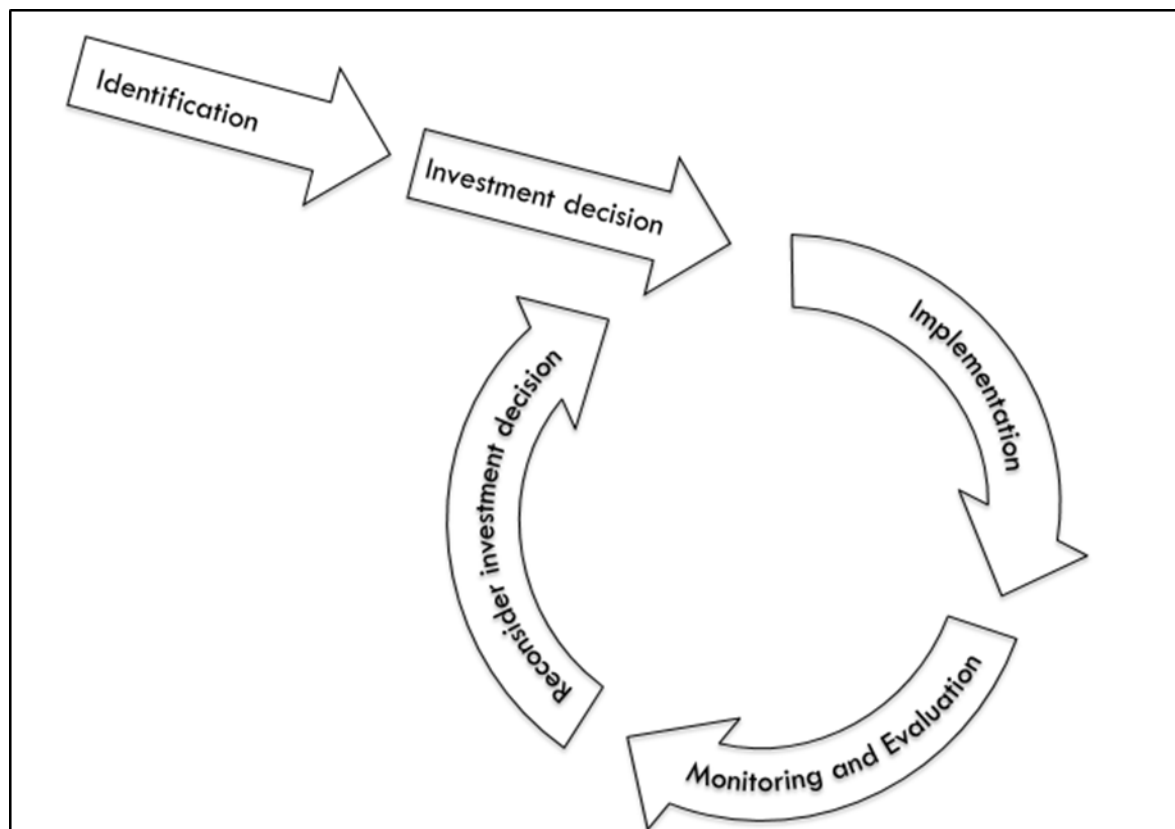 Identification
Investment decision
Implementation
Monitoring and Evaluation
Reconsider investment decision